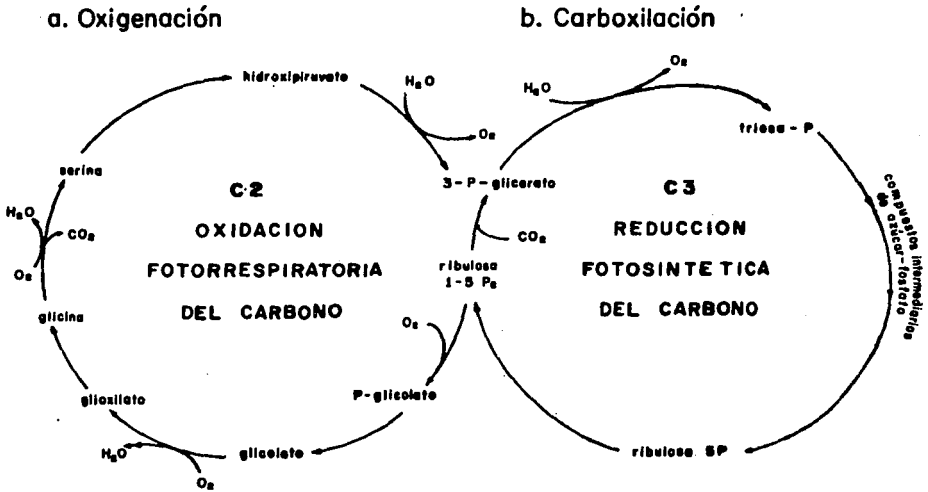 a. Oxigenación
b. Carboxilación
hidroxipiruvato
H₂O
O₂
3-P-glicerato
serina
H₂O
CO₂
O₂
glicina
glioxilato
H₂O
O₂
glicolato
P-glicolato
O₂
ribulosa
1-5 P₂
CO₂
C2
OXIDACION
FOTORRESPIRATORIA
DEL CARBONO
H₂O
O₂
triosa-P
compuestos intermediarios
de azúcar-fosfato
ribulosa 5P
C3
REDUCCION
FOTOSINTETICA
DEL CARBONO